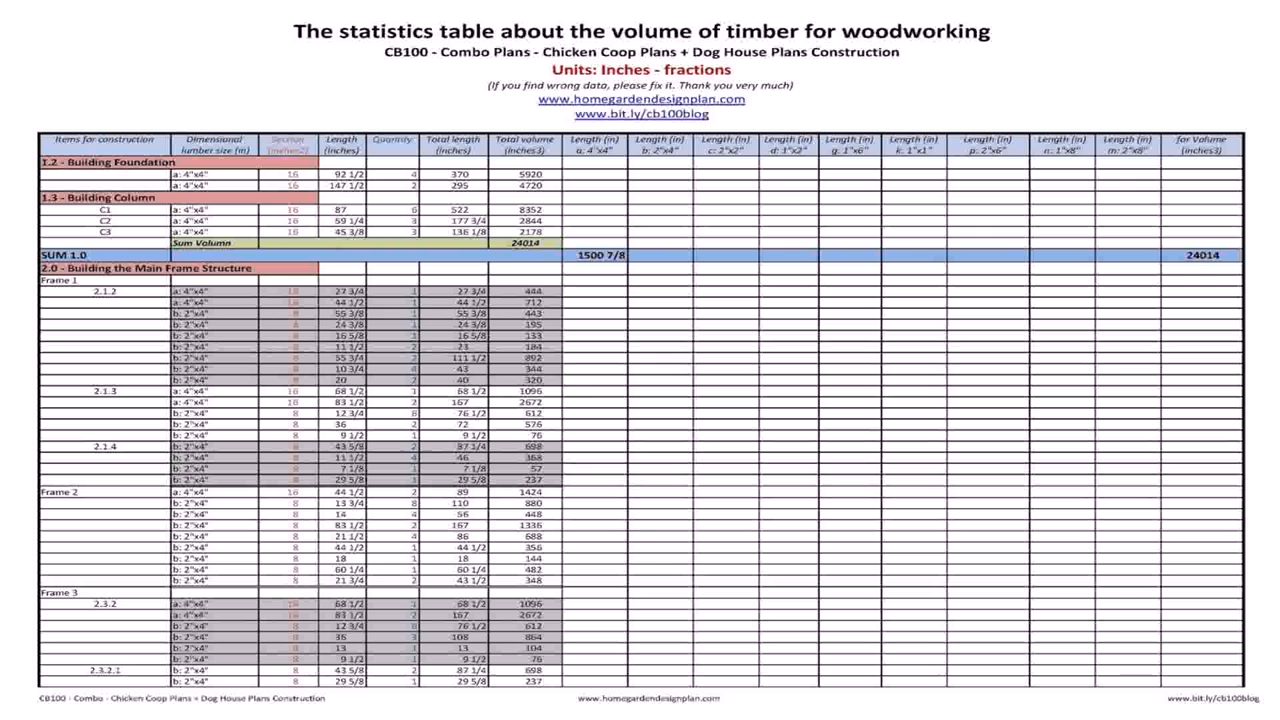 The statistics table about the volume of timber for woodworking
CB100 - Combo Plans - Chicken Coop Plans + Dog House Plans Construction
Units: Inches - fractions
(If you find wrong data, please fix it. Thank you very much)
www.homegardendesignplan.com
www.bit.ly/cb100blog
Items for construction Dimensional lumber size (in) Section (inches2) Length (inches) Quantity Total length (inches) Total volume (inches3) Length (in) a: 4"x4" Length (in) b: 2"x4" Length (in) c: 2"x2" Length (in) d: 1"x2" Length (in) g: 1"x6" Length (in) k: 1"x1" Length (in) p: 2"x6" Length (in) n: 1"x8" Length (in) m: 2"x8" for Volume (inches3)
1.2 - Building Foundation
a: 4"x4" 16 92 1/2 4 370 5920
a: 4"x4" 16 147 1/2 2 295 4720
1.3 - Building Column
C1 a: 4"x4" 16 87 6 522 8352
C2 a: 4"x4" 16 59 1/4 3 177 3/4 2844
C3 a: 4"x4" 16 45 3/8 3 136 1/8 2178
Sum Volumn 24014
SUM 1.0 1500 7/8 24014
2.0 - Building the Main Frame Structure
Frame 1
2.1.2 a: 4"x4" 16 27 3/4 1 27 3/4 444
a: 4"x4" 16 44 1/2 1 44 1/2 712
b: 2"x4" 8 55 3/8 1 55 3/8 443
b: 2"x4" 8 24 3/8 1 24 3/8 195
b: 2"x4" 8 16 5/8 1 16 5/8 133
b: 2"x4" 8 11 1/2 2 23 184
b: 2"x4" 8 55 3/4 2 111 1/2 892
b: 2"x4" 8 10 3/4 4 43 344
b: 2"x4" 8 20 2 40 320
2.1.3 a: 4"x4" 16 68 1/2 1 68 1/2 1096
a: 4"x4" 16 83 1/2 2 167 2672
b: 2"x4" 8 12 3/4 6 76 1/2 612
b: 2"x4" 8 36 2 72 576
b: 2"x4" 8 9 1/2 1 9 1/2 76
2.1.4 b: 2"x4" 8 43 5/8 2 87 1/4 698
b: 2"x4" 8 11 1/2 4 46 368
b: 2"x4" 8 7 1/8 1 7 1/8 57
b: 2"x4" 8 29 5/8 1 29 5/8 237
Frame 2 a: 4"x4" 16 44 1/2 2 89 1424
b: 2"x4" 8 13 3/4 8 110 880
b: 2"x4" 8 14 4 56 448
b: 2"x4" 8 83 1/2 2 167 1336
b: 2"x4" 8 21 1/2 4 86 688
b: 2"x4" 8 44 1/2 1 44 1/2 356
b: 2"x4" 8 18 1 18 144
b: 2"x4" 8 60 1/4 1 60 1/4 482
b: 2"x4" 8 21 3/4 2 43 1/2 348
Frame 3
2.3.2 a: 4"x4" 16 68 1/2 1 68 1/2 1096
a: 4"x4" 16 83 1/2 2 167 2672
b: 2"x4" 8 12 3/4 6 76 1/2 612
b: 2"x4" 8 36 3 108 864
b: 2"x4" 8 13 1 13 104
b: 2"x4" 8 9 1/2 1 9 1/2 76
2.3.2.1 b: 2"x4" 8 43 5/8 2 87 1/4 698
b: 2"x4" 8 29 5/8 1 29 5/8 237
CB100 - Combo - Chicken Coop Plans + Dog House Plans Construction www.homegardendesignplan.com www.bit.ly/cb100blog